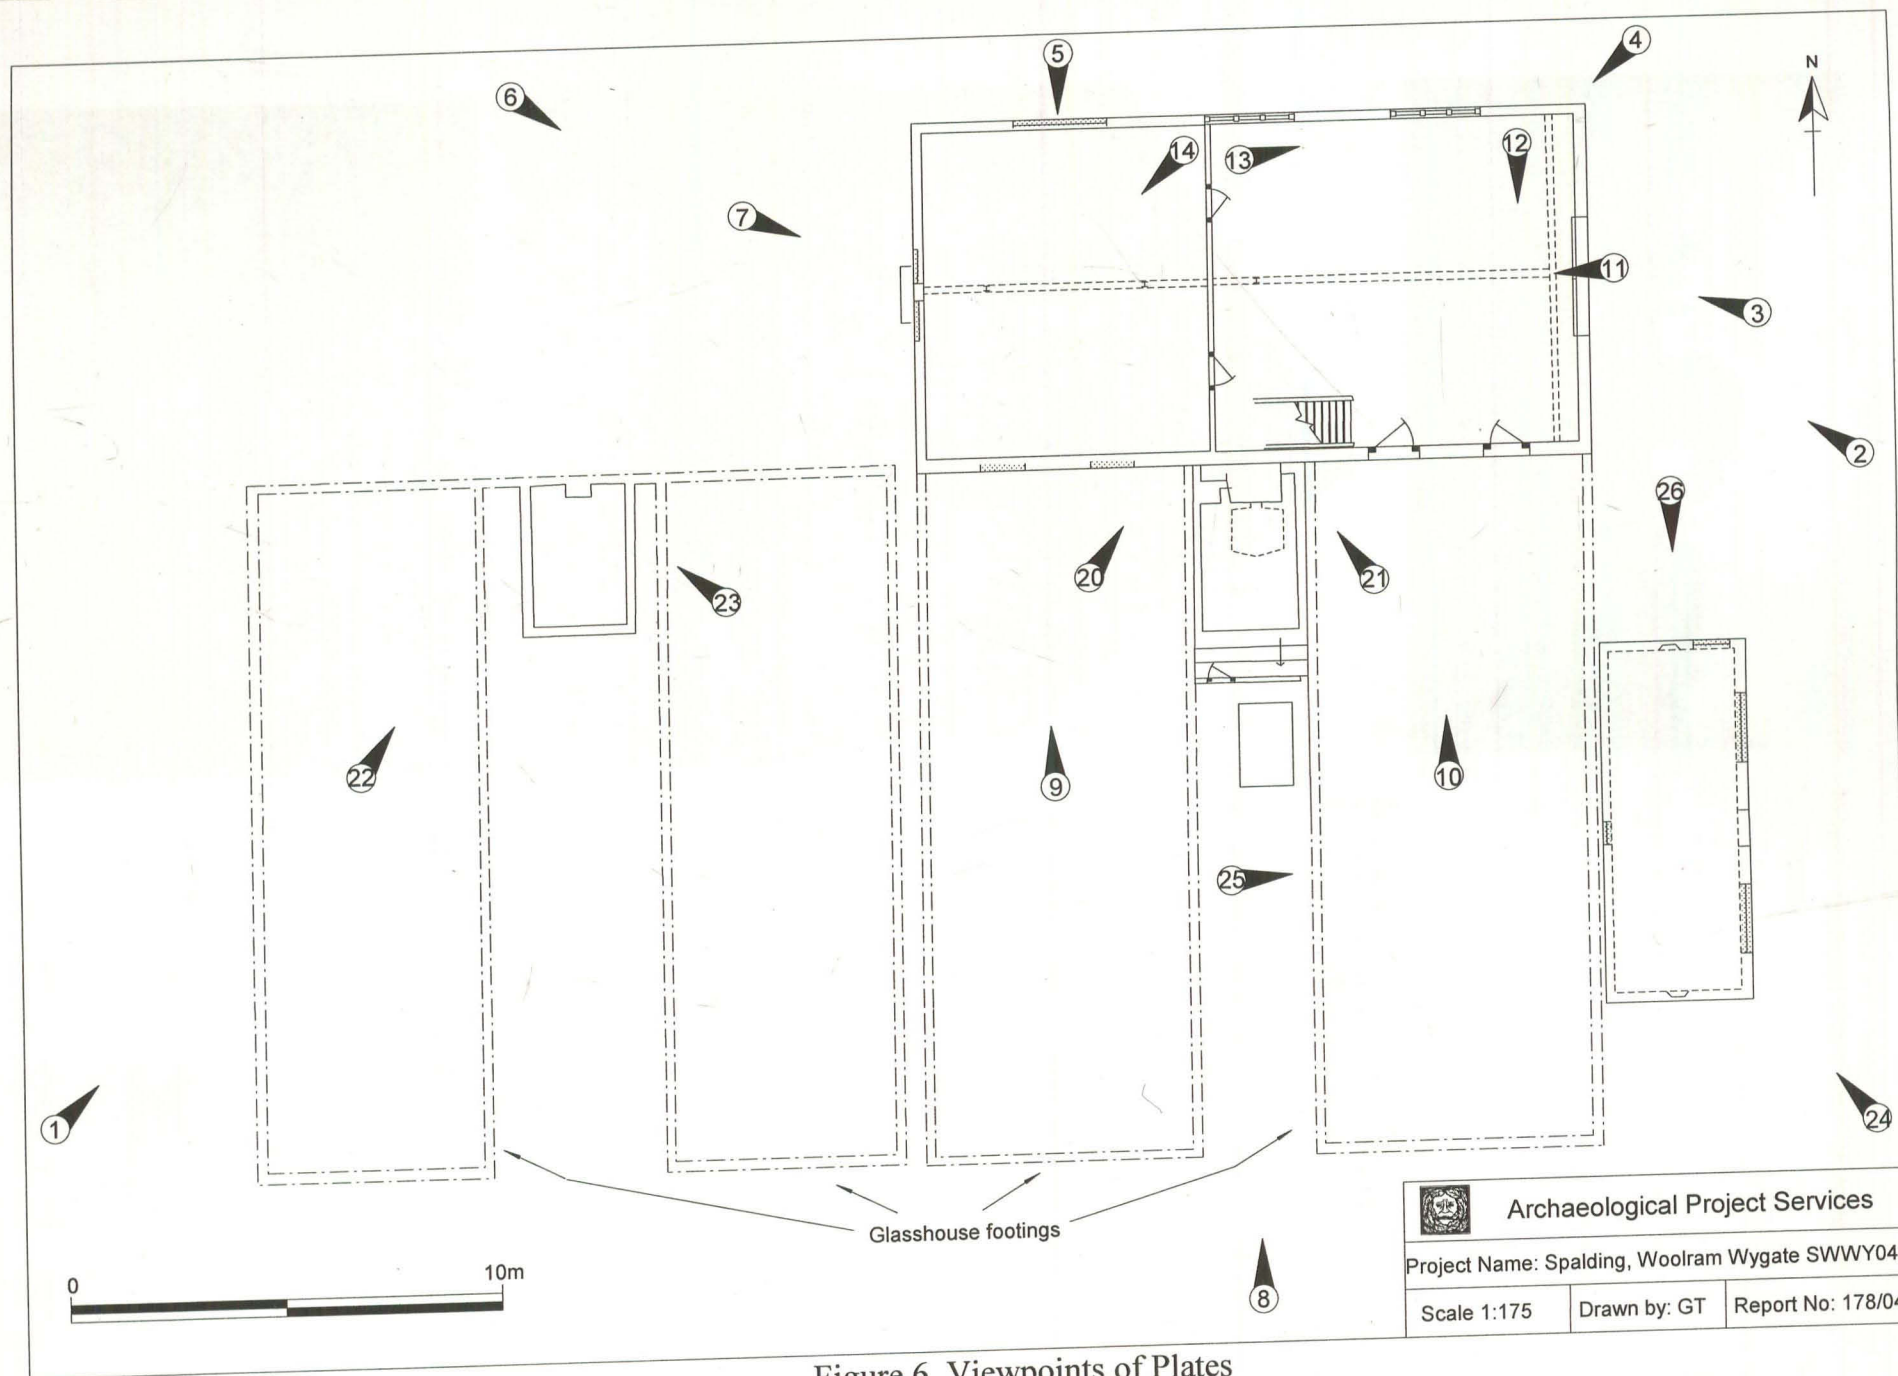 4
5
N
6
14
13
12
7
11
3
2
26
20
21
23
22
9
10
25
1
24
Glasshouse footings
0
10m
8
Archaeological Project Services
Project Name: Spalding, Woolram Wygate SWWY04
Scale 1:175
Drawn by: GT
Report No: 178/04
Figure 6 Viewpoints of Plates